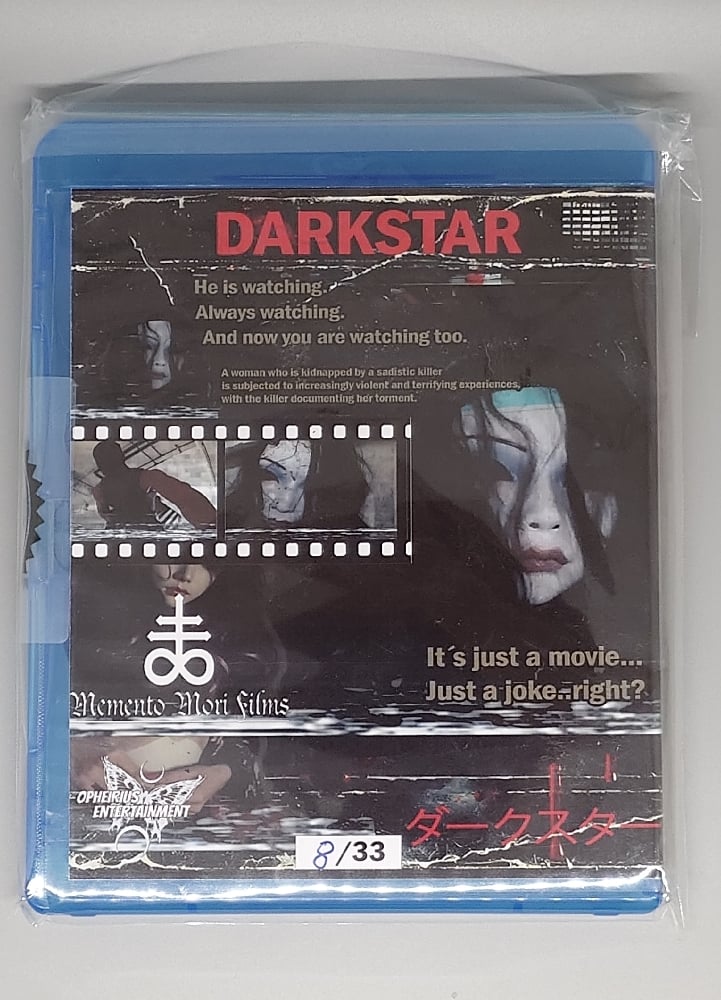 DARKSTAR
He is watching.
Always watching.
And now you are watching too.
A woman who is kidnapped by a sadistic killer
is subjected to increasingly violent and terrifying experiences,
with the killer documenting her torment.
It´s just a movie...
Just a joke..right?
Memento Mori Films
OPHEIRIUS
ENTERTAINMENT
ダークスター
8/33